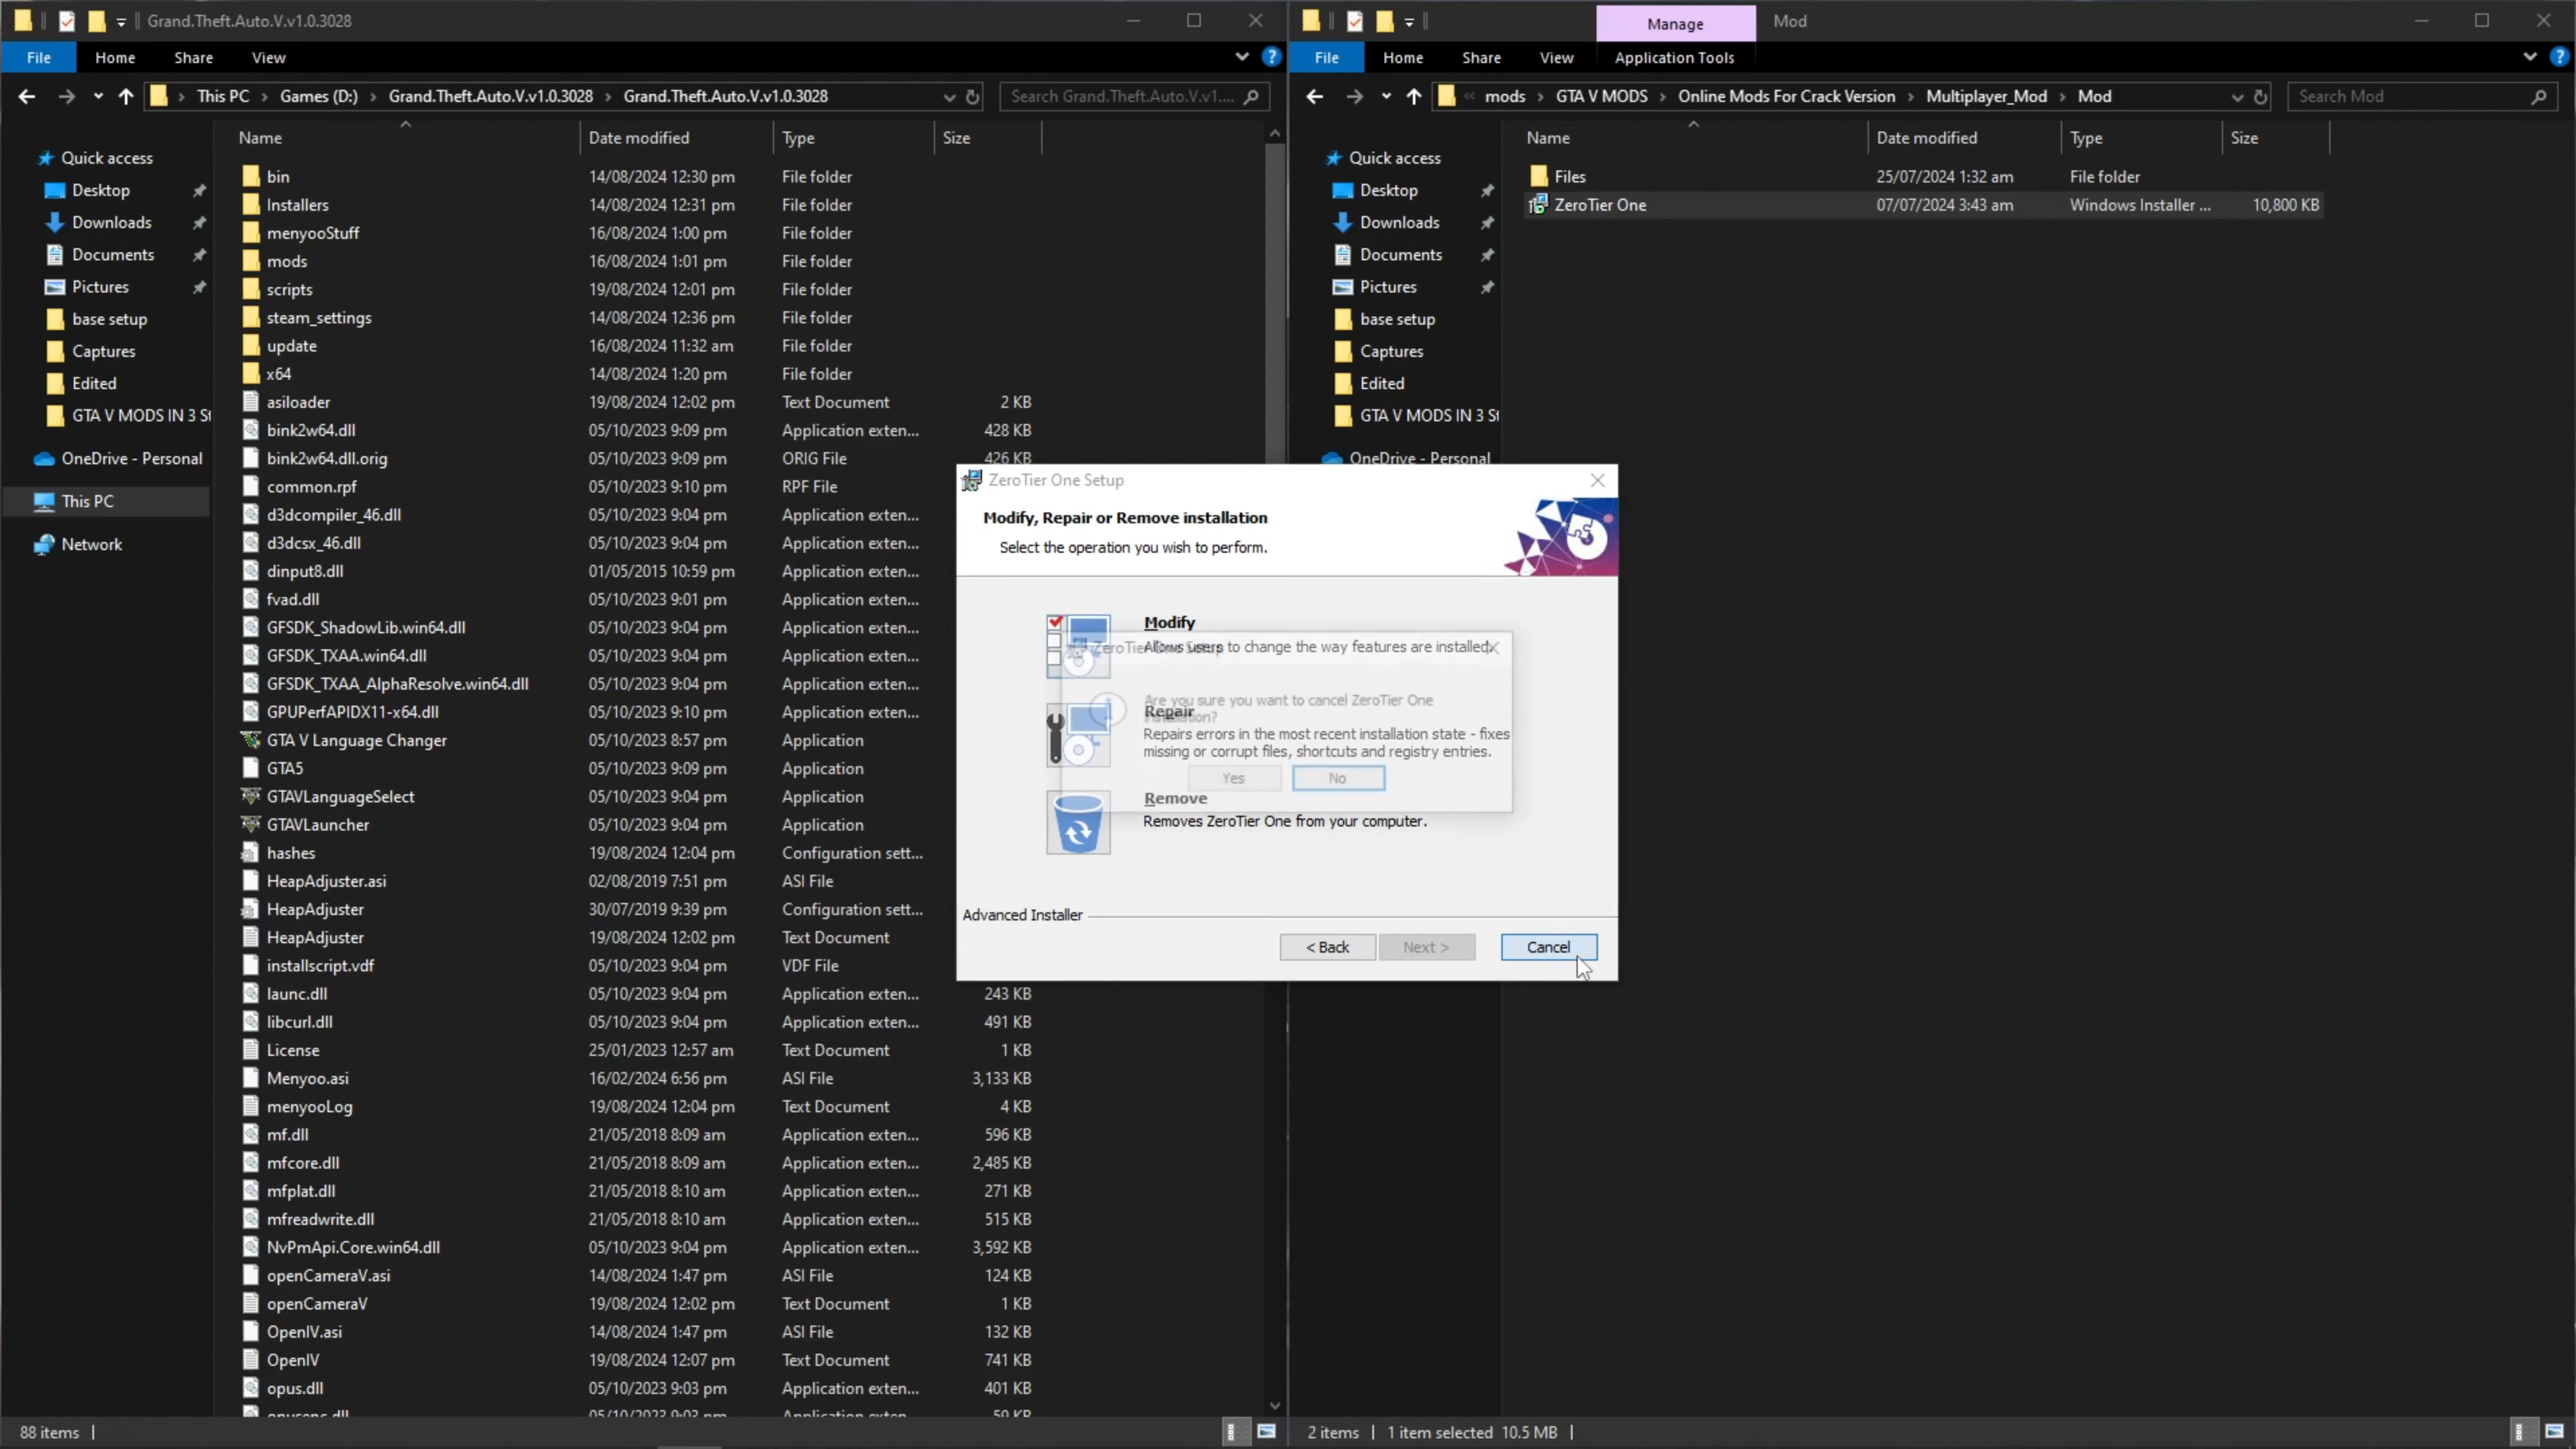 Grand.Theft.Auto.V.v1.0.3028
File Home Share View
This PC > Games (D:) > Grand.Theft.Auto.V.v1.0.3028 > Grand.Theft.Auto.V.v1.0.3028
Search Grand.Theft.Auto.V.v1....
Quick access
Desktop
Downloads
Documents
Pictures
base setup
Captures
Edited
GTA V MODS IN 3 St
OneDrive - Personal
This PC
Network
Name Date modified Type Size
bin 14/08/2024 12:30 pm File folder
Installers 14/08/2024 12:31 pm File folder
menyooStuff 16/08/2024 1:00 pm File folder
mods 16/08/2024 1:01 pm File folder
scripts 19/08/2024 12:01 pm File folder
steam_settings 14/08/2024 12:36 pm File folder
update 16/08/2024 11:32 am File folder
x64 14/08/2024 1:20 pm File folder
asiloader 19/08/2024 12:02 pm Text Document 2 KB
bink2w64.dll 05/10/2023 9:09 pm Application exten... 428 KB
bink2w64.dll.orig 05/10/2023 9:09 pm ORIG File 426 KB
common.rpf 05/10/2023 9:10 pm RPF File
d3dcompiler_46.dll 05/10/2023 9:04 pm Application exten...
d3dcsx_46.dll 05/10/2023 9:04 pm Application exten...
dinput8.dll 01/05/2015 10:59 pm Application exten...
fvad.dll 05/10/2023 9:01 pm Application exten...
GFSDK_ShadowLib.win64.dll 05/10/2023 9:04 pm Application exten...
GFSDK_TXAA.win64.dll 05/10/2023 9:04 pm Application exten...
GFSDK_TXAA_AlphaResolve.win64.dll 05/10/2023 9:04 pm Application exten...
GPUPerfAPIDX11-x64.dll 05/10/2023 9:10 pm Application exten...
GTA V Language Changer 05/10/2023 8:57 pm Application
GTA5 05/10/2023 9:09 pm Application
GTAVLanguageSelect 05/10/2023 9:04 pm Application
GTAVLauncher 05/10/2023 9:04 pm Application
hashes 19/08/2024 12:04 pm Configuration sett...
HeapAdjuster.asi 02/08/2019 7:51 pm ASI File
HeapAdjuster 30/07/2019 9:39 pm Configuration sett...
HeapAdjuster 19/08/2024 12:02 pm Text Document
installscript.vdf 05/10/2023 9:04 pm VDF File
launc.dll 05/10/2023 9:04 pm Application exten... 243 KB
libcurl.dll 05/10/2023 9:04 pm Application exten... 491 KB
License 25/01/2023 12:57 am Text Document 1 KB
Menyoo.asi 16/02/2024 6:56 pm ASI File 3,133 KB
menyooLog 19/08/2024 12:04 pm Text Document 4 KB
mf.dll 21/05/2018 8:09 am Application exten... 596 KB
mfcore.dll 21/05/2018 8:09 am Application exten... 2,485 KB
mfplat.dll 21/05/2018 8:10 am Application exten... 271 KB
mfreadwrite.dll 21/05/2018 8:10 am Application exten... 515 KB
NvPmApi.Core.win64.dll 05/10/2023 9:04 pm Application exten... 3,592 KB
openCameraV.asi 14/08/2024 1:47 pm ASI File 124 KB
openCameraV 19/08/2024 12:02 pm Text Document 1 KB
OpenIV.asi 14/08/2024 1:47 pm ASI File 132 KB
OpenIV 19/08/2024 12:07 pm Text Document 741 KB
opus.dll 05/10/2023 9:03 pm Application exten... 401 KB
opusenc.dll 05/10/2023 9:03 pm Application exten... 59 KB
88 items
Manage Mod
File Home Share View Application Tools
« mods > GTA V MODS > Online Mods For Crack Version > Multiplayer_Mod > Mod
Search Mod
Quick access
Desktop
Downloads
Documents
Pictures
base setup
Captures
Edited
GTA V MODS IN 3 St
OneDrive - Personal
Name Date modified Type Size
Files 25/07/2024 1:32 am File folder
ZeroTier One 07/07/2024 3:43 am Windows Installer ... 10,800 KB
2 items 1 item selected 10.5 MB
ZeroTier One Setup
Modify, Repair or Remove installation
Select the operation you wish to perform.
Modify
Allows users to change the way features are installed.
ZeroTier One Setup
Are you sure you want to cancel ZeroTier One
installation?
Yes No
Repair
Repairs errors in the most recent installation state - fixes
missing or corrupt files, shortcuts and registry entries.
Remove
Removes ZeroTier One from your computer.
Advanced Installer
< Back Next > Cancel